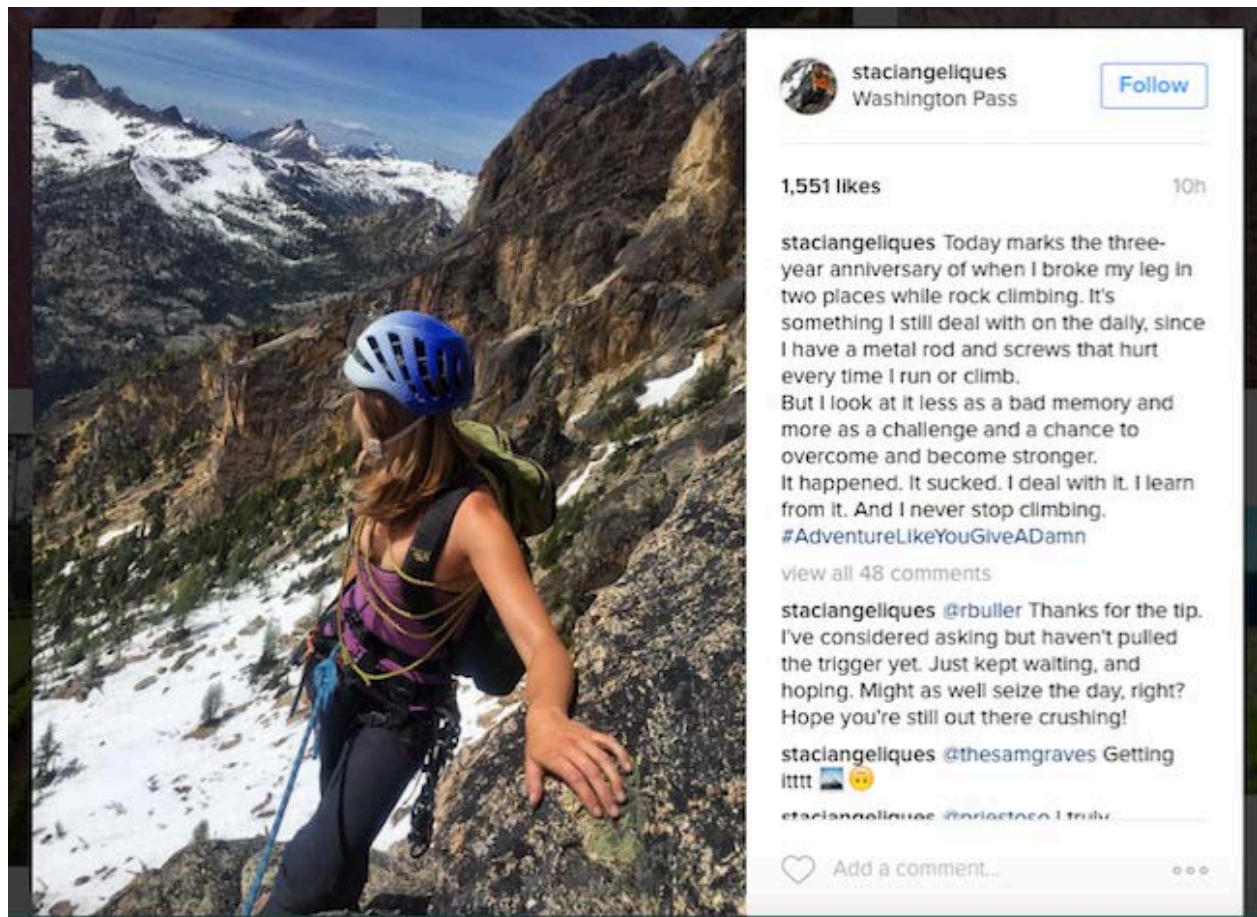 staciangeliques
Washington Pass
Follow
1,551 likes
10h
staciangeliques Today marks the three-
year anniversary of when I broke my leg in
two places while rock climbing. It's
something I still deal with on the daily, since
I have a metal rod and screws that hurt
every time I run or climb.
But I look at it less as a bad memory and
more as a challenge and a chance to
overcome and become stronger.
It happened. It sucked. I deal with it. I learn
from it. And I never stop climbing.
#AdventureLikeYouGiveADamn
view all 48 comments
staciangeliques @rbuller Thanks for the tip.
I've considered asking but haven't pulled
the trigger yet. Just kept waiting, and
hoping. Might as well seize the day, right?
Hope you're still out there crushing!
staciangeliques @thesamgraves Getting
itttt 🌁🙃
staciangeliques @priestoso I truly
Add a comment...